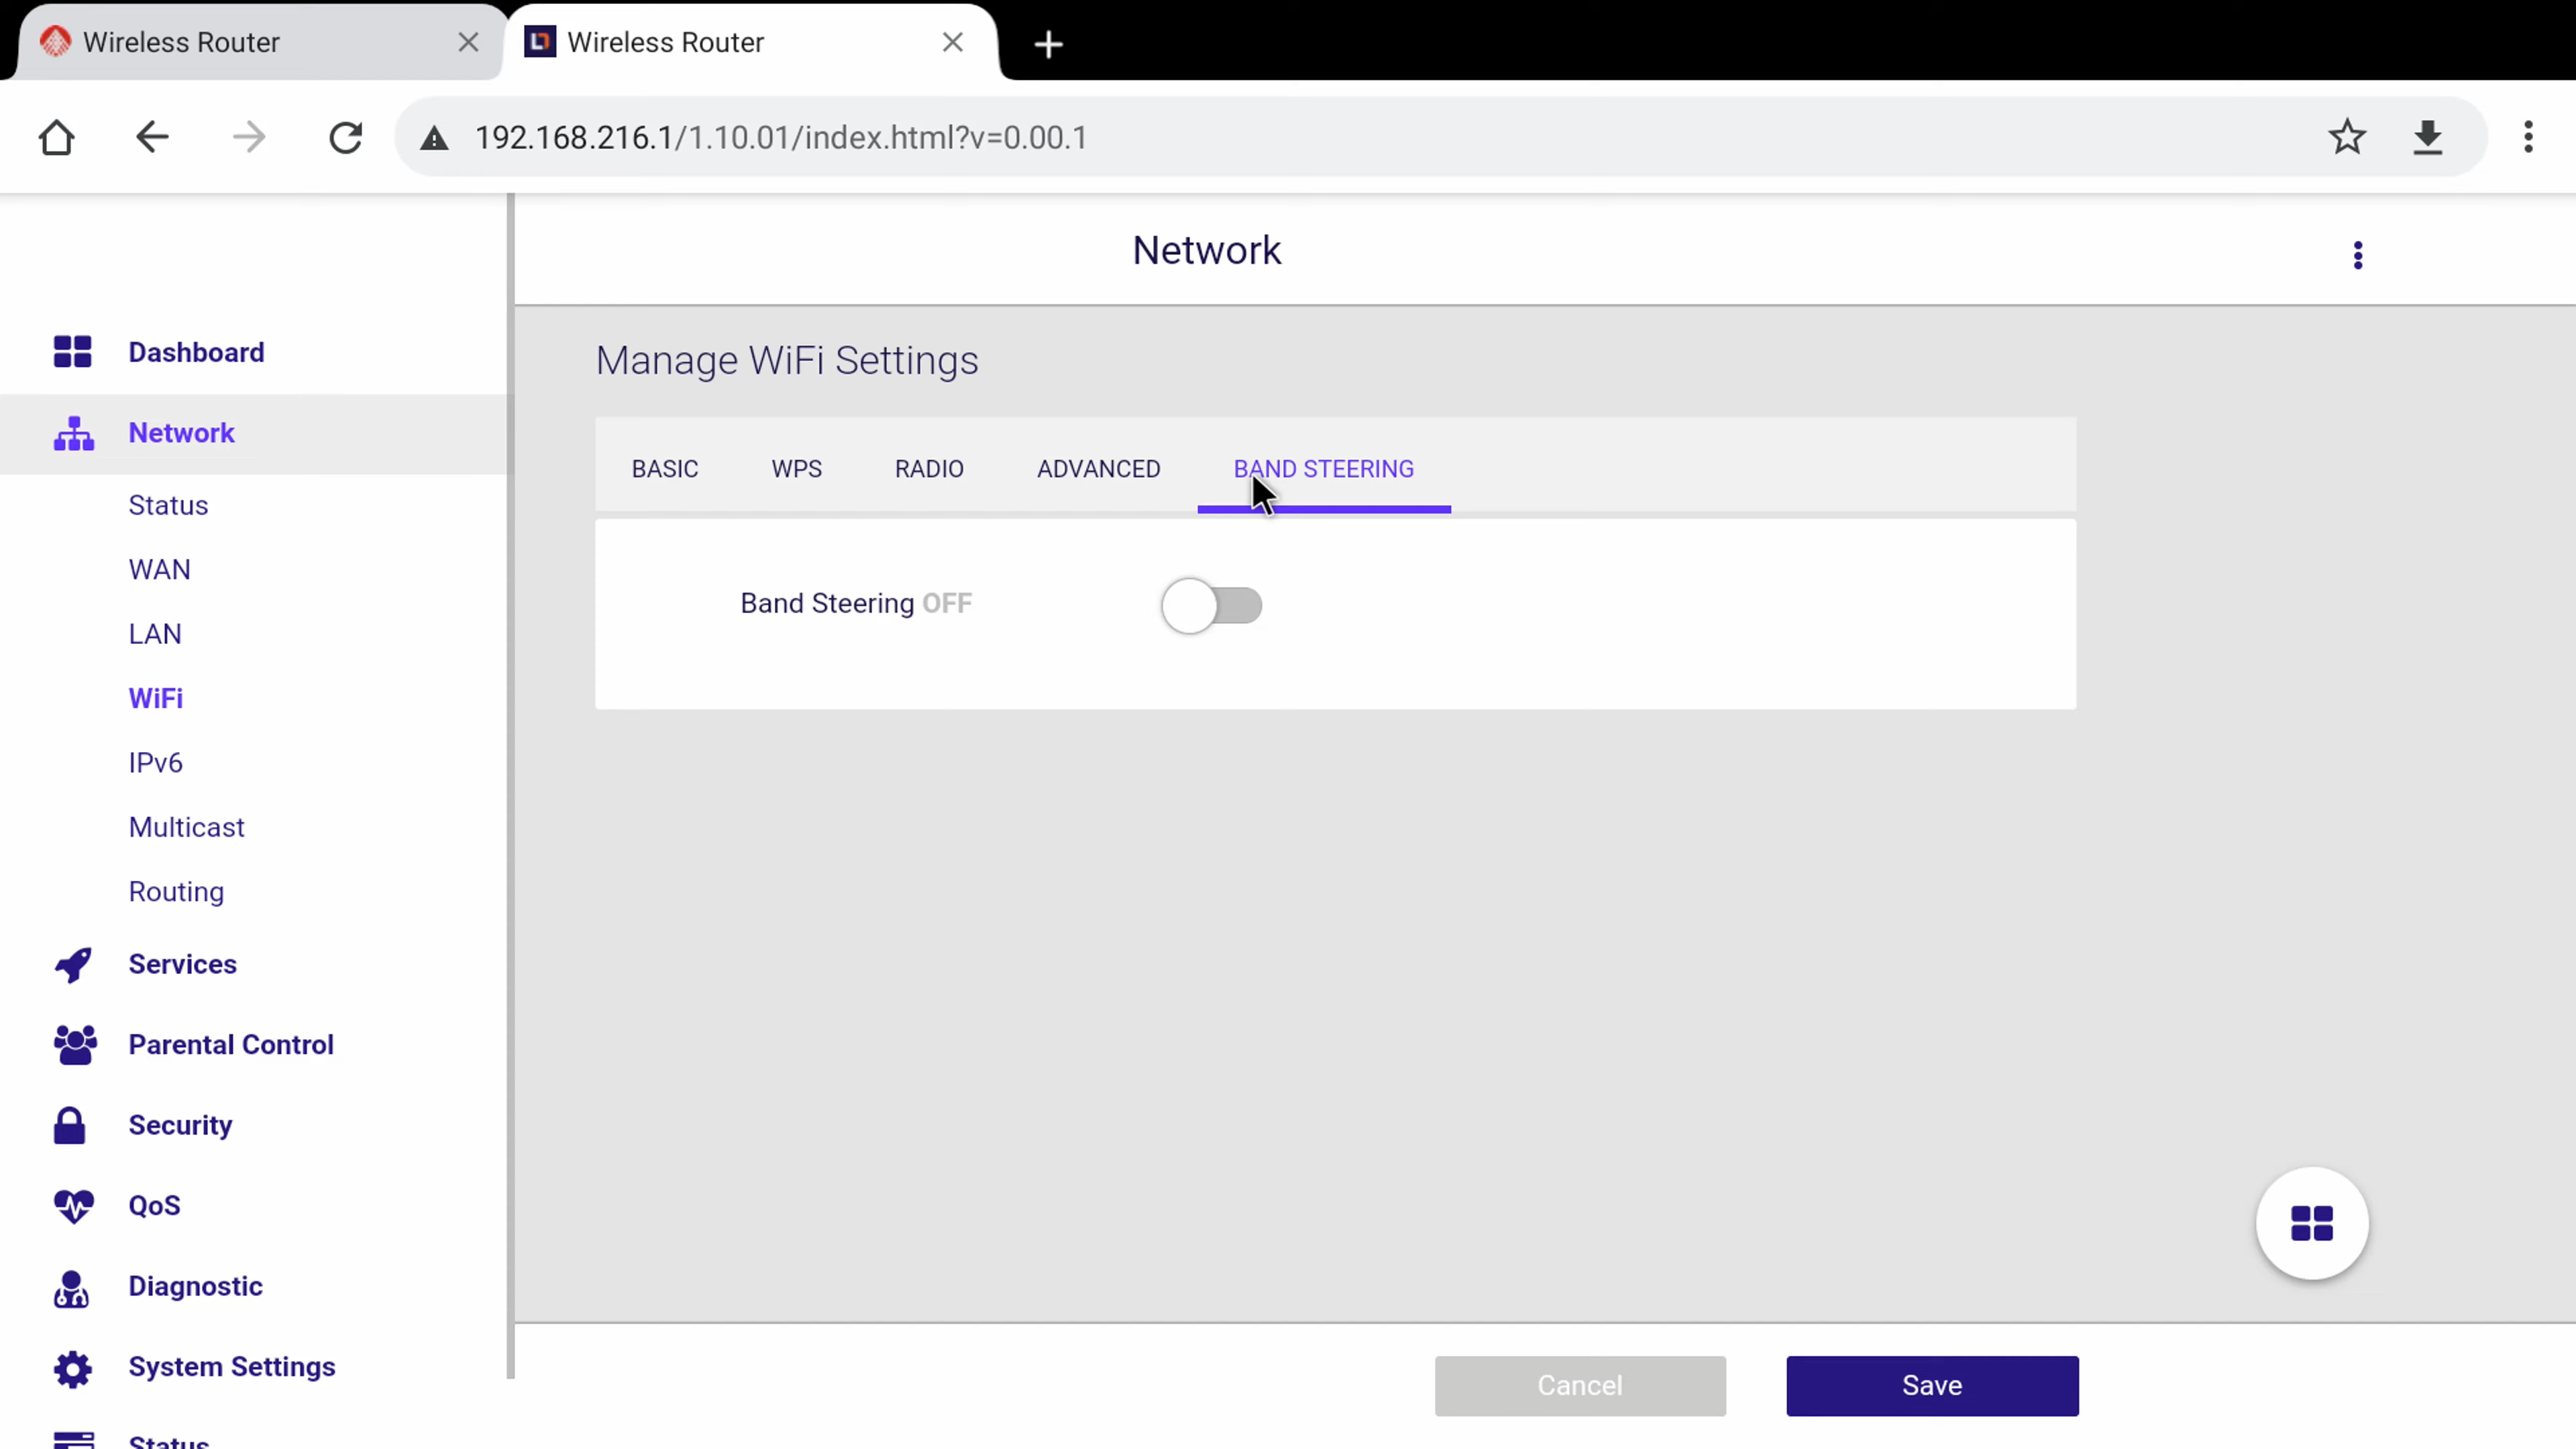 Wireless Router
Wireless Router
192.168.216.1/1.10.01/index.html?v=0.00.1
Network
Dashboard
Network
Status
WAN
LAN
WiFi
IPv6
Multicast
Routing
Services
Parental Control
Security
QoS
Diagnostic
System Settings
Status
Manage WiFi Settings
BASIC WPS RADIO ADVANCED BAND STEERING
Band Steering OFF
Cancel Save